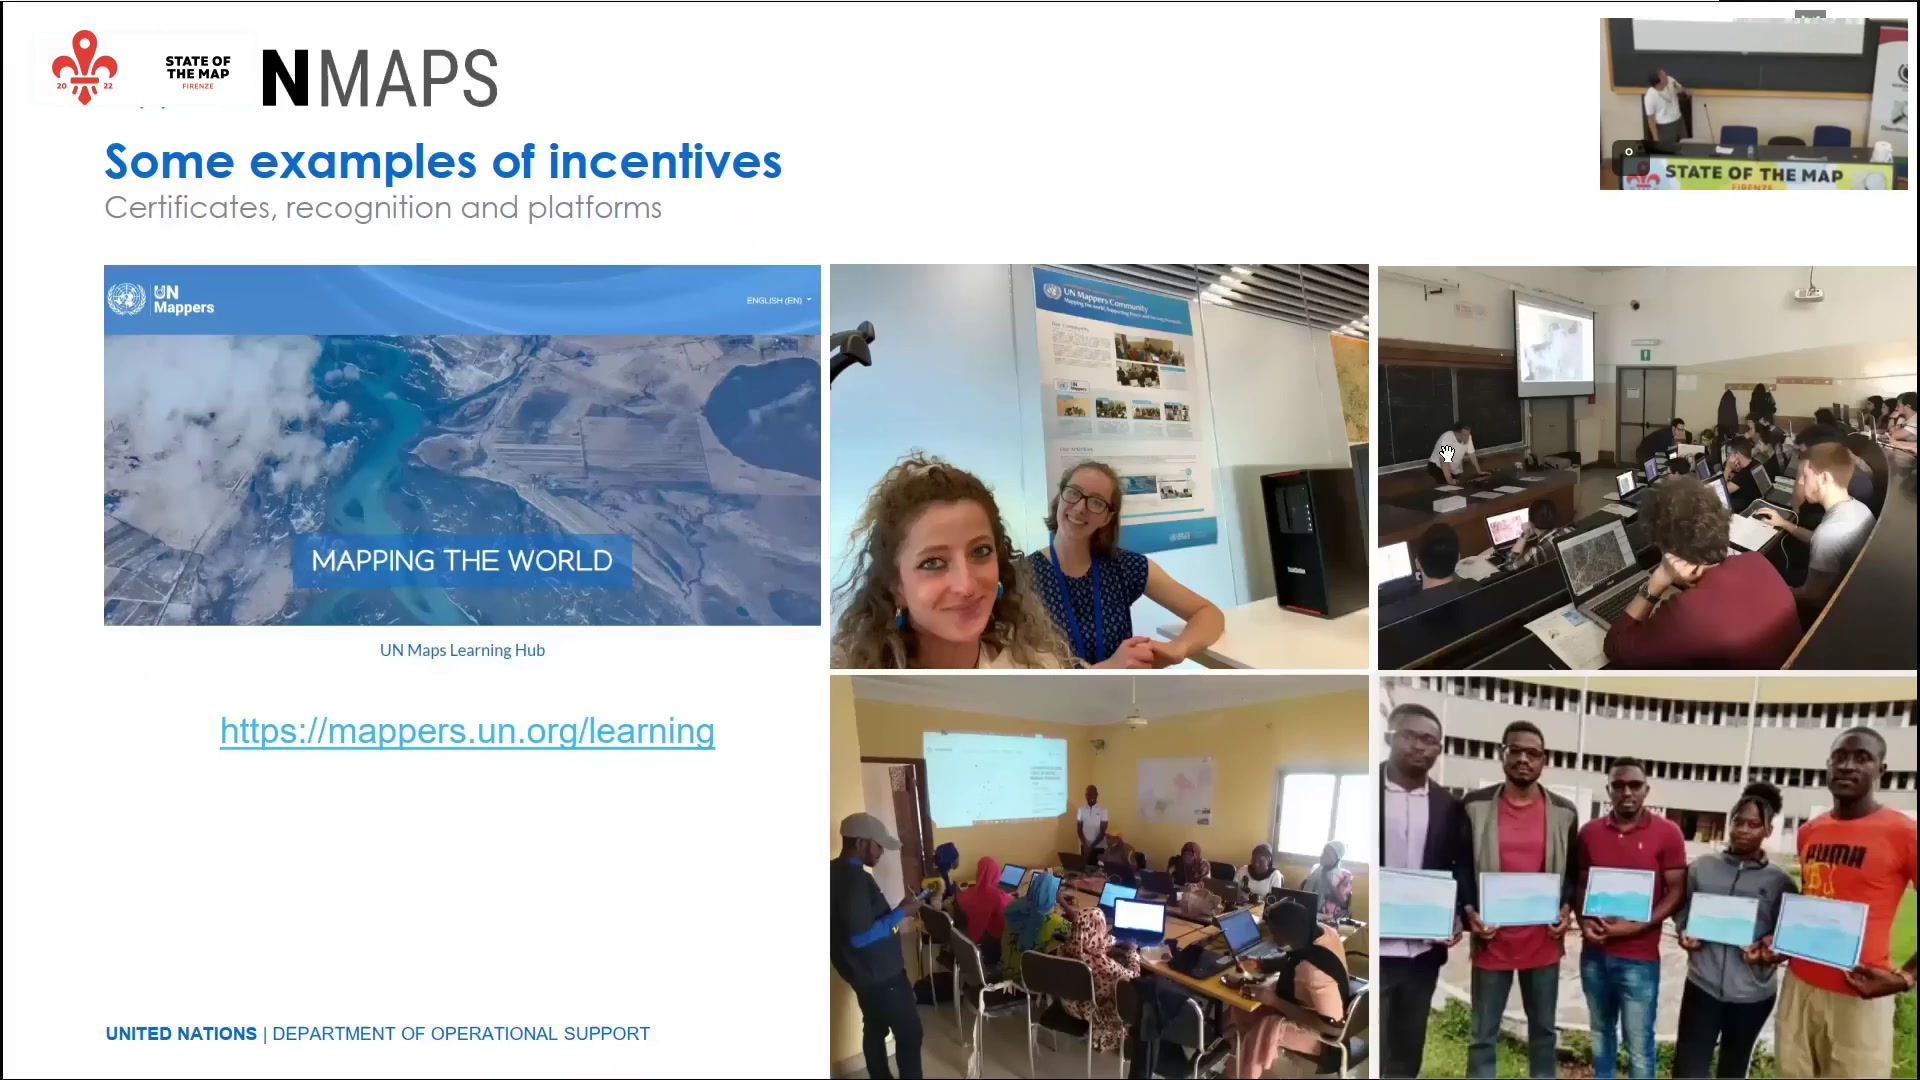 20 22
STATE OF
THE MAP
FIRENZE
NMAPS
Some examples of incentives
Certificates, recognition and platforms
UN
Mappers
ENGLISH (EN)
MAPPING THE WORLD
UN Maps Learning Hub
https://mappers.un.org/learning
UN Mappers Community
PUMA
STATE OF THE MAP
FIRENZE
UNITED NATIONS | DEPARTMENT OF OPERATIONAL SUPPORT